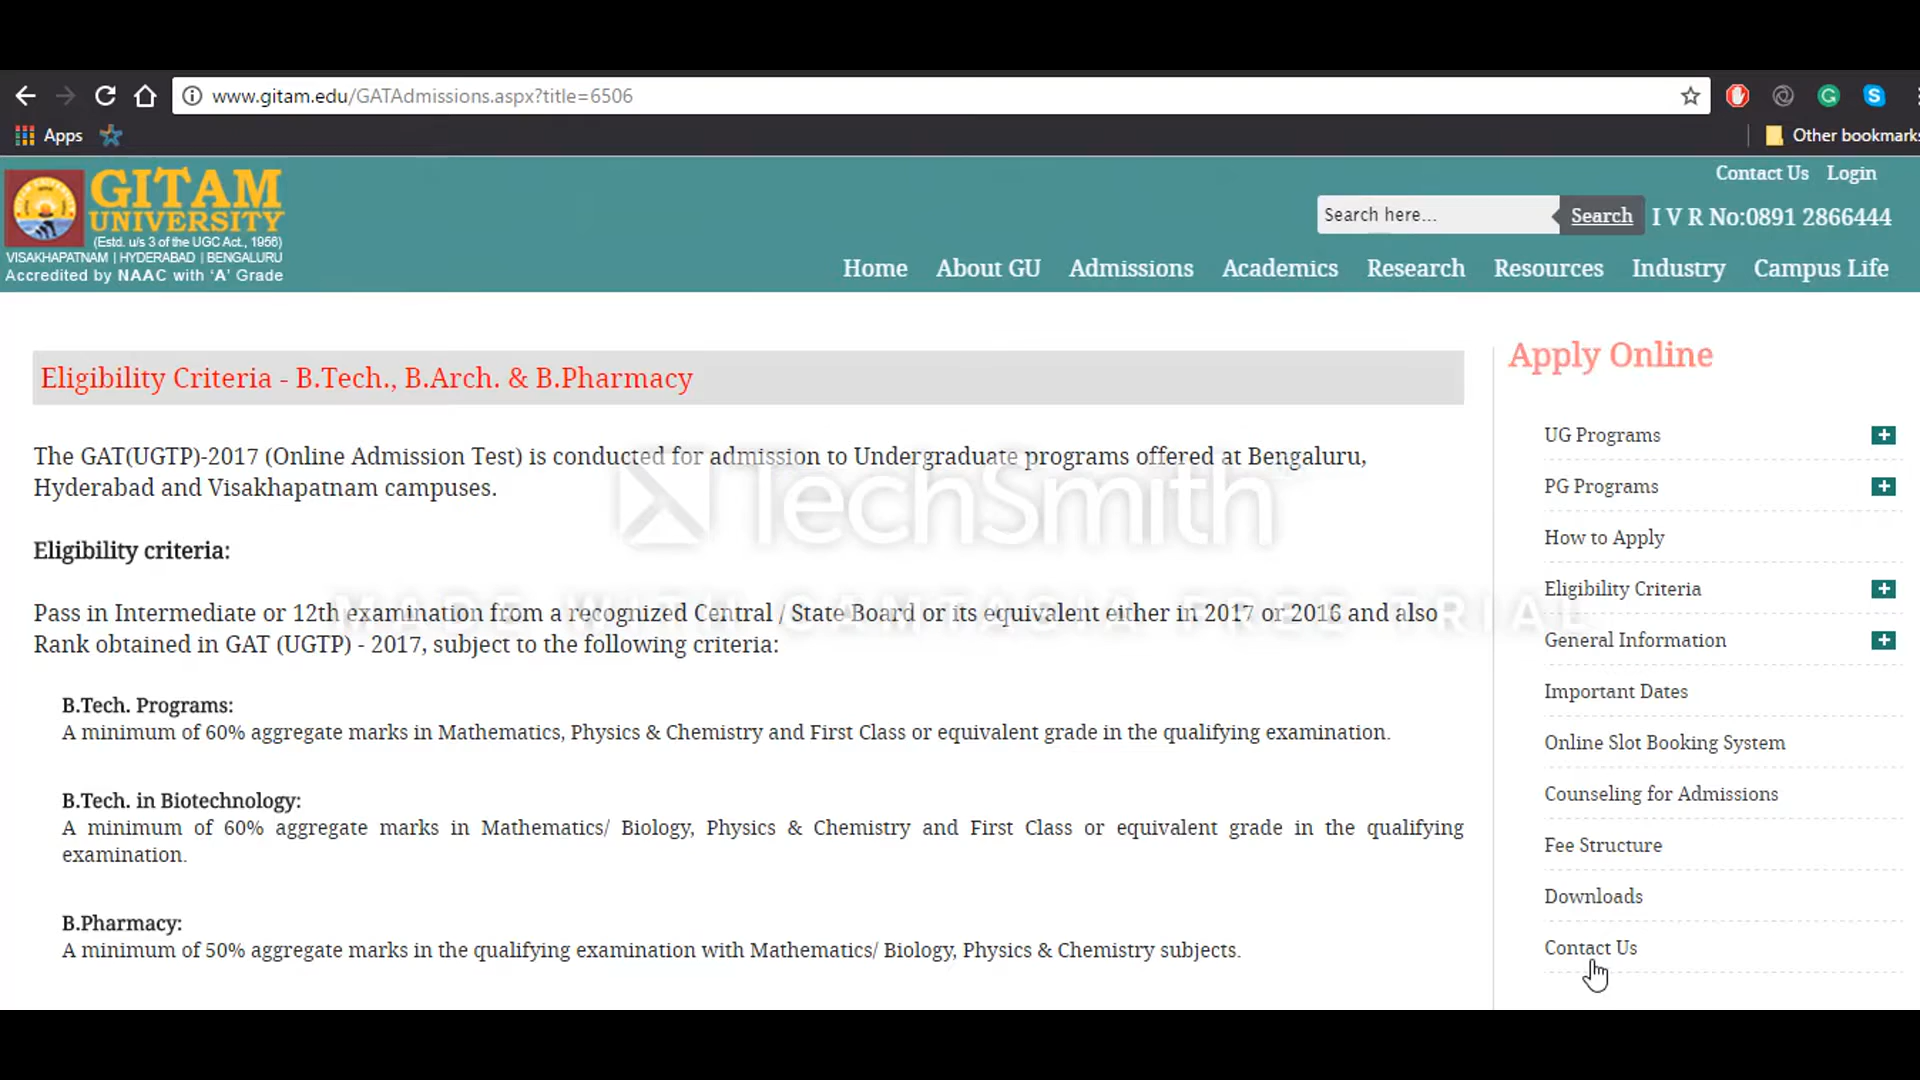 www.gitam.edu/GATAdmissions.aspx?title=6506
Apps
Other bookmarks
GITAM
UNIVERSITY
(Estd. u/s 3 of the UGC Act., 1956)
VISAKHAPATNAM | HYDERABAD | BENGALURU
Accredited by NAAC with ‘A’ Grade
Contact Us Login
Search here... Search I V R No:0891 2866444
Home About GU Admissions Academics Research Resources Industry Campus Life
Eligibility Criteria - B.Tech., B.Arch. & B.Pharmacy
The GAT(UGTP)-2017 (Online Admission Test) is conducted for admission to Undergraduate programs offered at Bengaluru,
Hyderabad and Visakhapatnam campuses.
Eligibility criteria:
Pass in Intermediate or 12th examination from a recognized Central / State Board or its equivalent either in 2017 or 2016 and also
Rank obtained in GAT (UGTP) - 2017, subject to the following criteria:
B.Tech. Programs:
A minimum of 60% aggregate marks in Mathematics, Physics & Chemistry and First Class or equivalent grade in the qualifying examination.
B.Tech. in Biotechnology:
A minimum of 60% aggregate marks in Mathematics/ Biology, Physics & Chemistry and First Class or equivalent grade in the qualifying
examination.
B.Pharmacy:
A minimum of 50% aggregate marks in the qualifying examination with Mathematics/ Biology, Physics & Chemistry subjects.
Apply Online
UG Programs
PG Programs
How to Apply
Eligibility Criteria
General Information
Important Dates
Online Slot Booking System
Counseling for Admissions
Fee Structure
Downloads
Contact Us
TechSmith
MADE WITH CAMTASIA FREE TRIAL